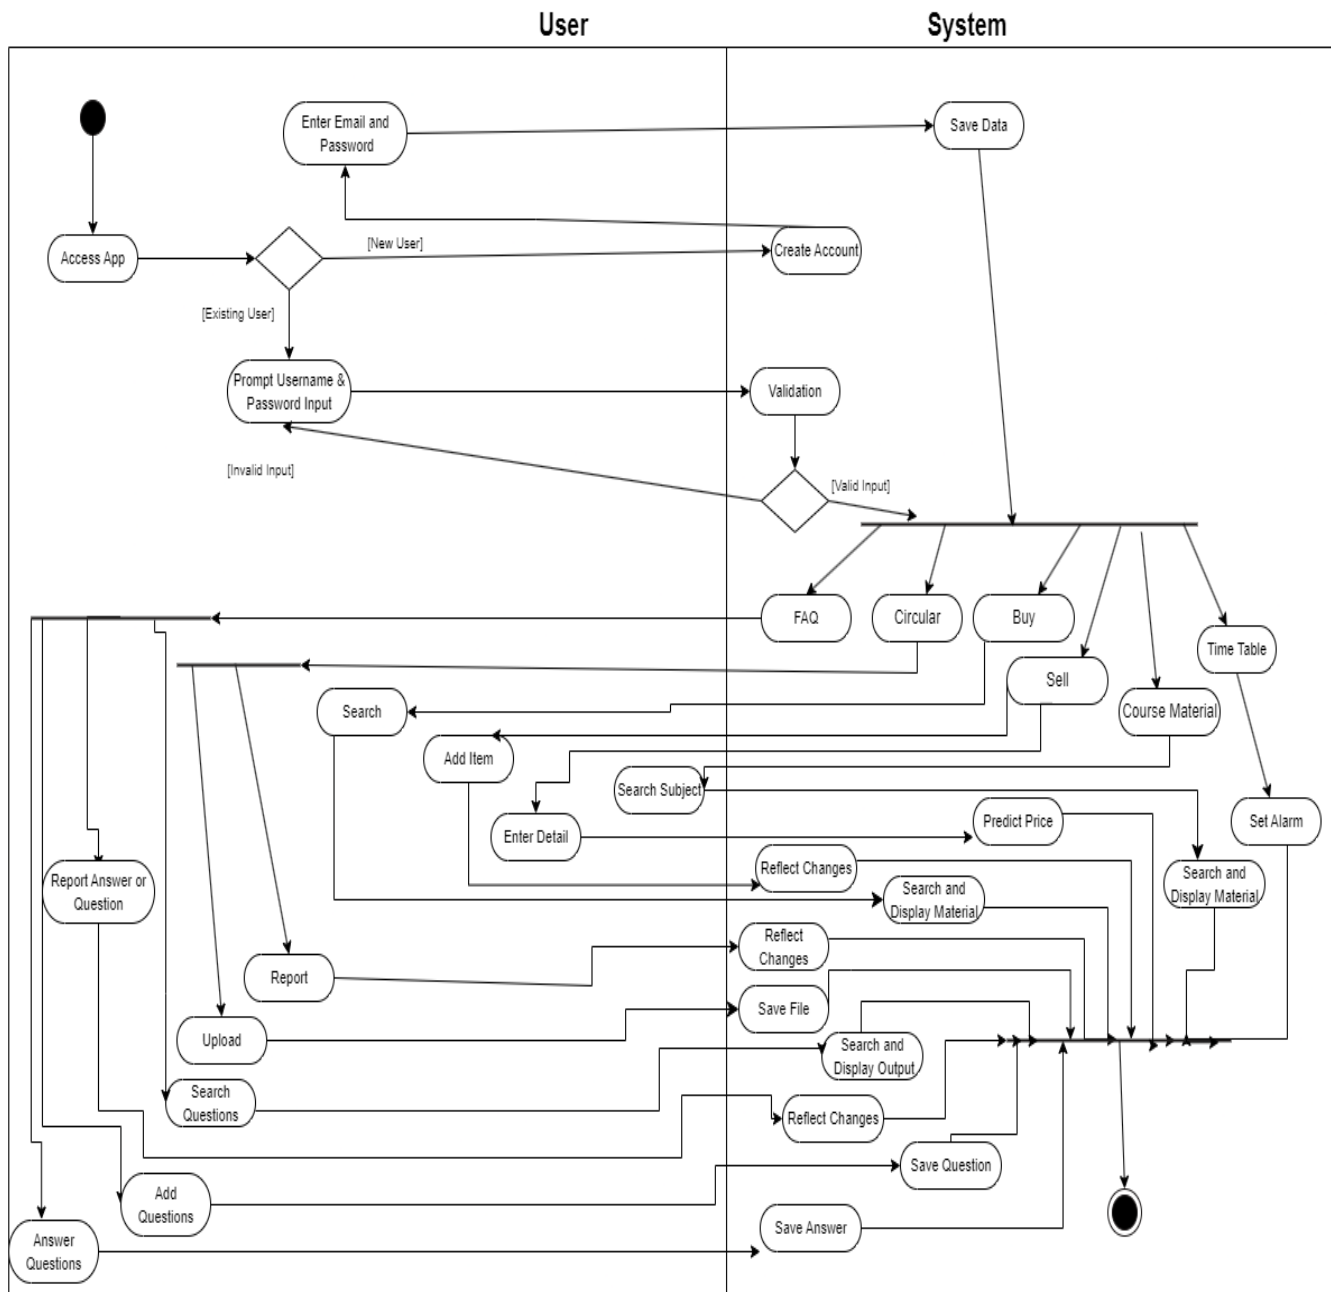 User
System
Enter Email and
Password
Save Data
[New User]
Access App
Create Account
[Existing User]
Prompt Username &
Password Input
Validation
[Invalid Input]
[Valid Input]
FAQ
Circular
Buy
Time Table
Sell
Search
Course Material
Add Item
Search Subject
Enter Detail
Predict Price
Set Alarm
Report Answer or
Question
Reflect Changes
Search and
Display Material
Search and
Display Material
Reflect
Changes
Report
Save File
Upload
Search and
Display Output
Search
Questions
Reflect Changes
Save Question
Add
Questions
Save Answer
Answer
Questions